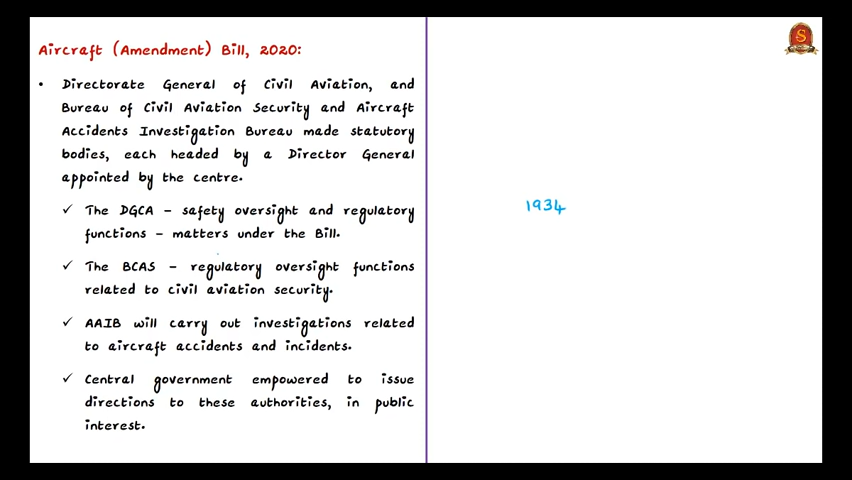 Aircraft (Amendment) Bill, 2020:
• Directorate General of Civil Aviation, and
Bureau of Civil Aviation Security and Aircraft
Accidents Investigation Bureau made statutory
bodies, each headed by a Director General
appointed by the centre.
✓ The DGCA – safety oversight and regulatory
functions – matters under the Bill.
✓ The BCAS – regulatory oversight functions
related to civil aviation security.
✓ AAIB will carry out investigations related
to aircraft accidents and incidents.
✓ Central government empowered to issue
directions to these authorities, in public
interest.
1934
S